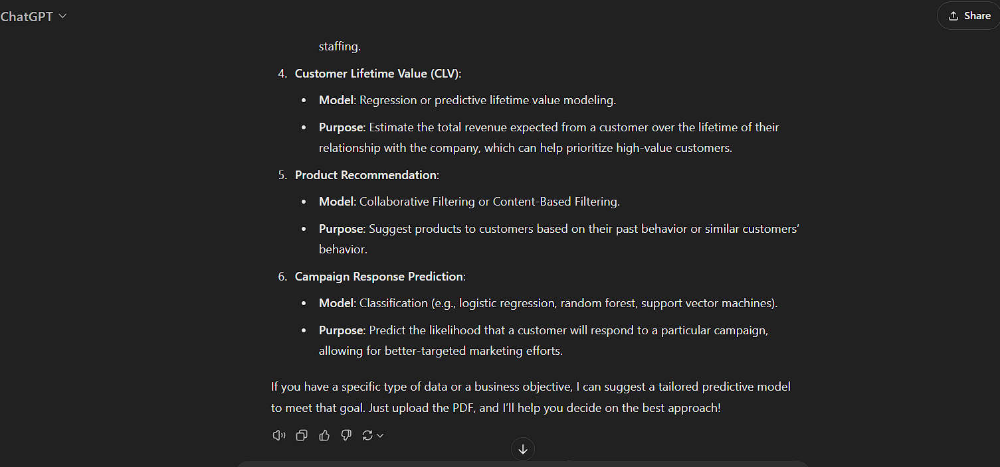 ChatGPT
Share
staffing.
4. Customer Lifetime Value (CLV):
• Model: Regression or predictive lifetime value modeling.
• Purpose: Estimate the total revenue expected from a customer over the lifetime of their
relationship with the company, which can help prioritize high-value customers.
5. Product Recommendation:
• Model: Collaborative Filtering or Content-Based Filtering.
• Purpose: Suggest products to customers based on their past behavior or similar customers’
behavior.
6. Campaign Response Prediction:
• Model: Classification (e.g., logistic regression, random forest, support vector machines).
• Purpose: Predict the likelihood that a customer will respond to a particular campaign,
allowing for better-targeted marketing efforts.
If you have a specific type of data or a business objective, I can suggest a tailored predictive model
to meet that goal. Just upload the PDF, and I’ll help you decide on the best approach!